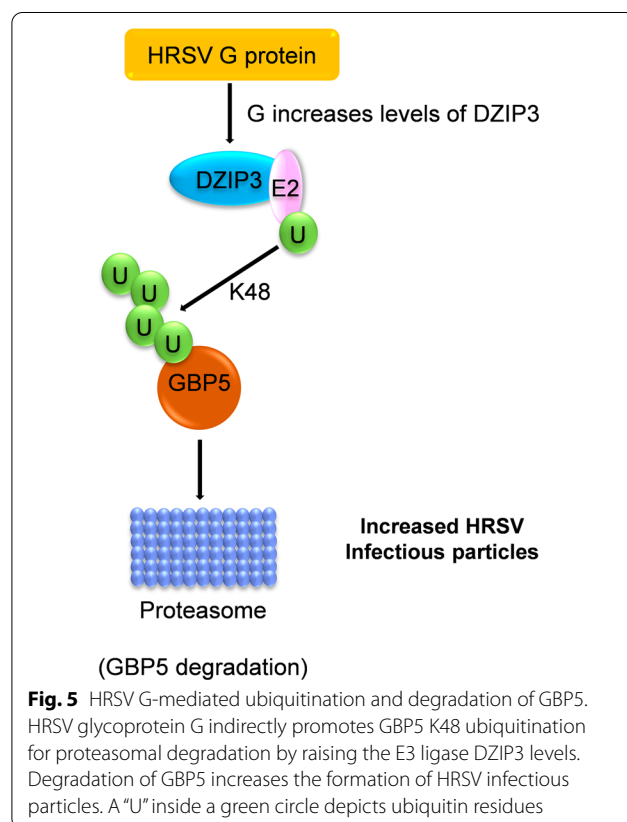 HRSV G protein
G increases levels of DZIP3
DZIP3
E2
U
K48
U
U
U
U
GBP5
Increased HRSV
Infectious particles
Proteasome
(GBP5 degradation)
Fig. 5 HRSV G-mediated ubiquitination and degradation of GBP5.
HRSV glycoprotein G indirectly promotes GBP5 K48 ubiquitination
for proteasomal degradation by raising the E3 ligase DZIP3 levels.
Degradation of GBP5 increases the formation of HRSV infectious
particles. A “U” inside a green circle depicts ubiquitin residues